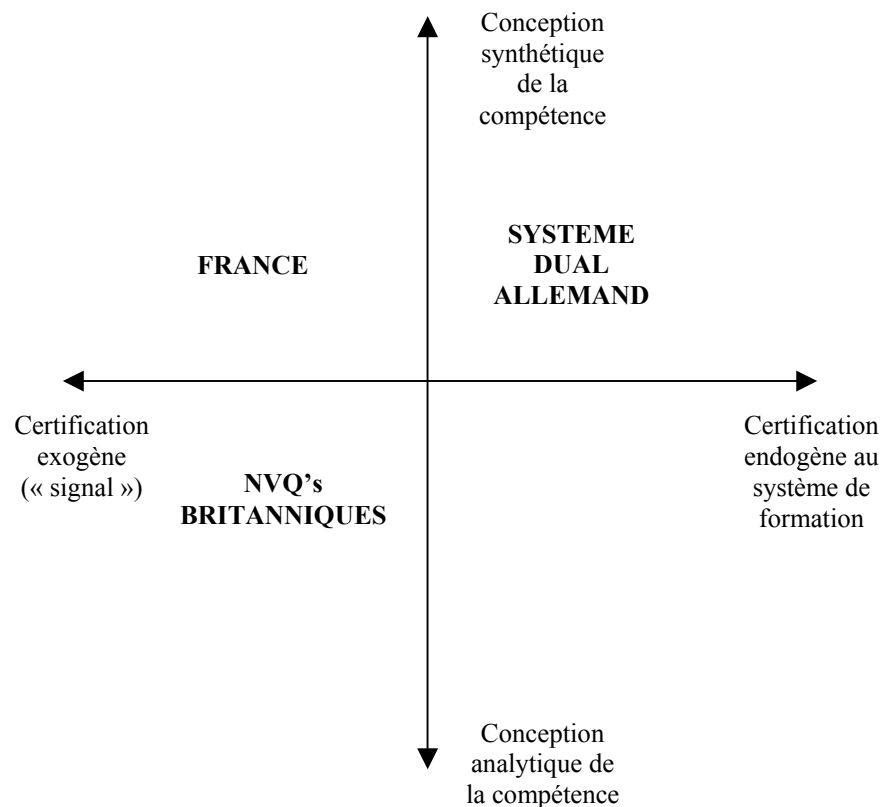 Conception
synthétique
de la
compétence
FRANCE
SYSTEME
DUAL
ALLEMAND
Certification
exogène
(« signal »)
NVQ’s
BRITANNIQUES
Certification
endogène au
système de
formation
Conception
analytique de
la compétence